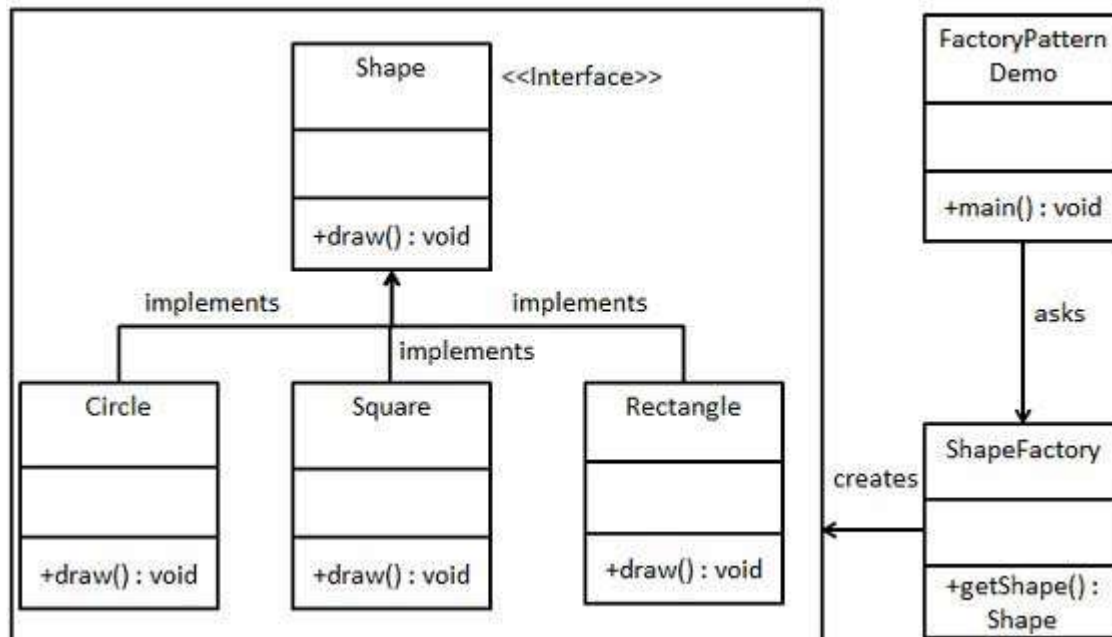 Shape
<<Interface>>
+draw() : void
implements
implements
implements
Circle
+draw() : void
Square
+draw() : void
Rectangle
+draw() : void
FactoryPattern
Demo
+main() : void
asks
ShapeFactory
+getShape() :
Shape
creates